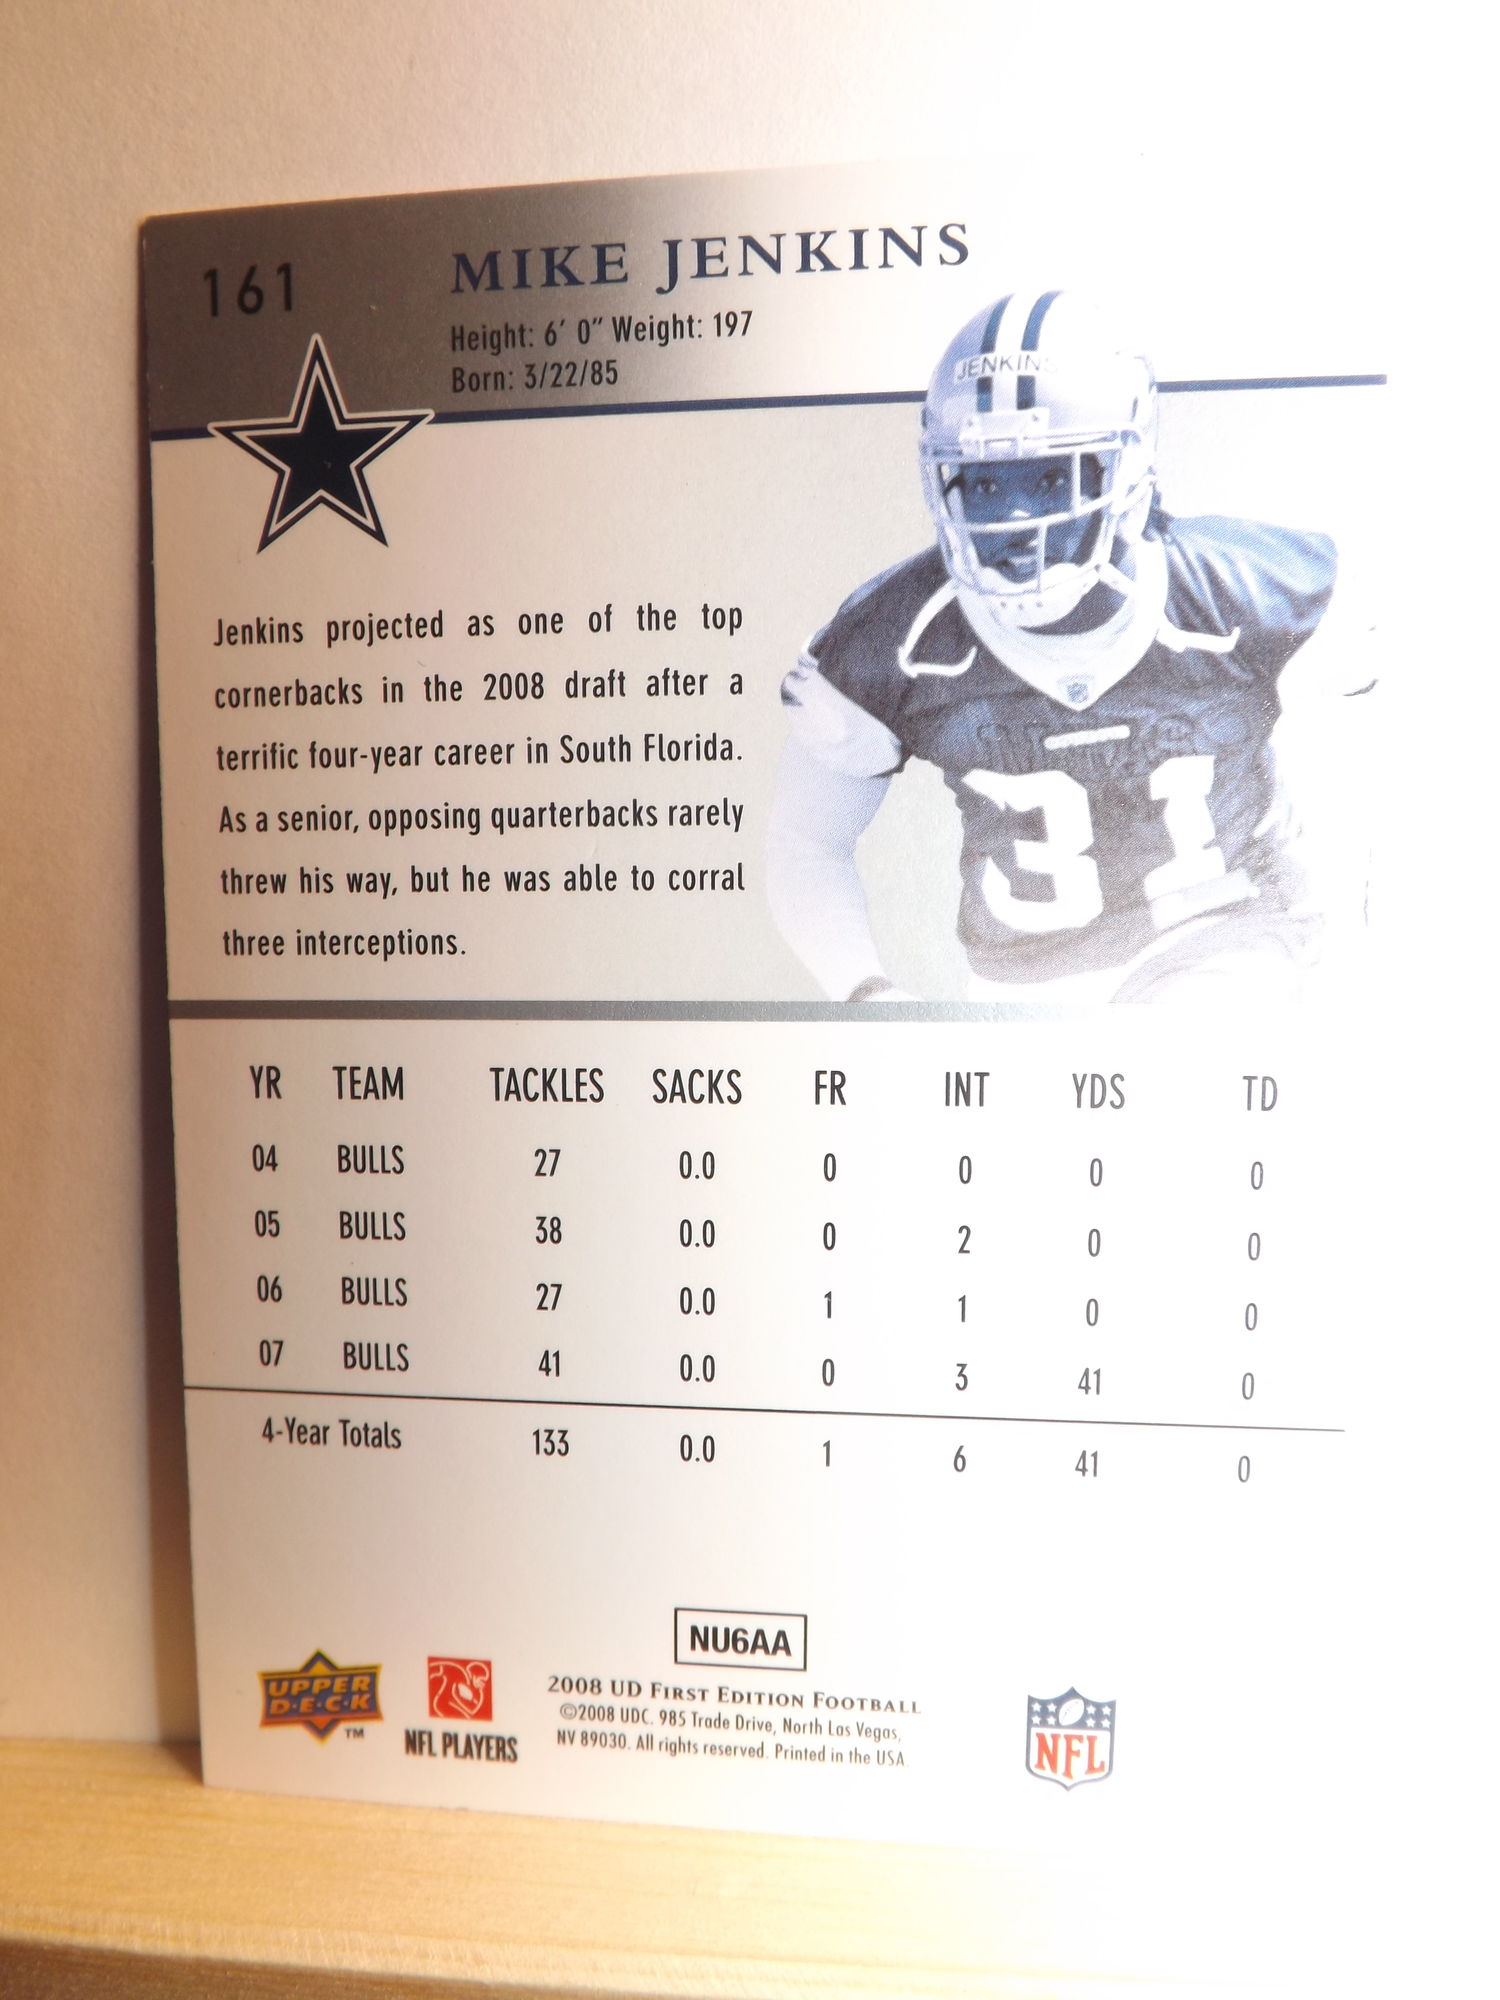 161
MIKE JENKINS
Height: 6' 0" Weight: 197
Born: 3/22/85
JENKINS
Jenkins projected as one of the top
cornerbacks in the 2008 draft after a
terrific four-year career in South Florida.
As a senior, opposing quarterbacks rarely
threw his way, but he was able to corral
three interceptions.
31
YR TEAM TACKLES SACKS FR INT YDS TD
04 BULLS 27 0.0 0 0 0 0
05 BULLS 38 0.0 0 2 0 0
06 BULLS 27 0.0 1 1 0 0
07 BULLS 41 0.0 0 3 41 0
4-Year Totals 133 0.0 1 6 41 0
NU6AA
UPPER
D·E·C·K
TM
NFL PLAYERS
2008 UD FIRST EDITION FOOTBALL
©2008 UDC. 985 Trade Drive, North Las Vegas,
NV 89030. All rights reserved. Printed in the USA
NFL